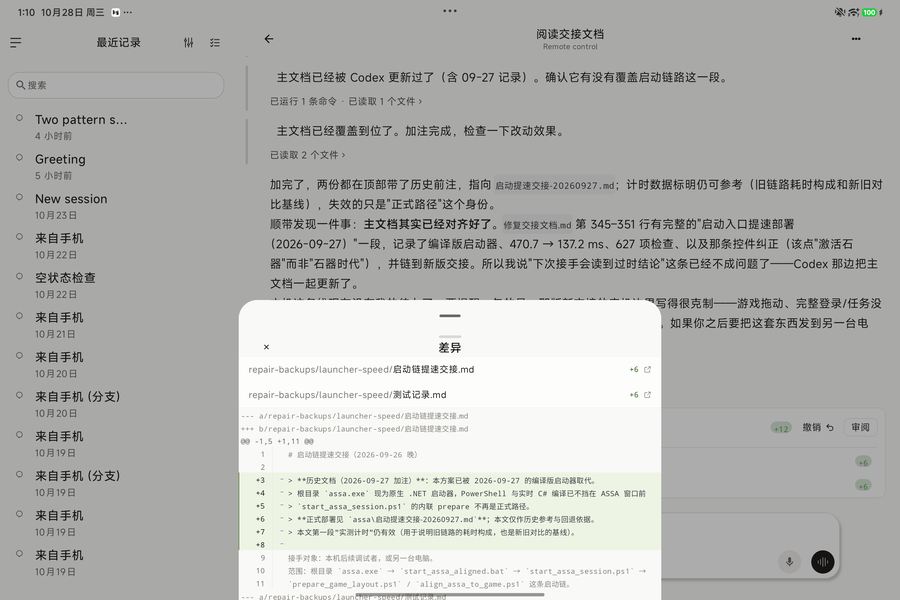 1:10 10月28日 周三
100
最近记录
搜索
Two pattern s...
4 小时前
Greeting
5 小时前
New session
10月23日
来自手机
10月22日
空状态检查
10月22日
来自手机
10月21日
来自手机
10月20日
来自手机 (分支)
10月20日
来自手机
10月19日
来自手机 (分支)
10月19日
来自手机
10月19日
来自手机
10月19日
阅读交接文档
Remote control
主文档已经被 Codex 更新过了（含 09-27 记录）。确认它有没有覆盖启动链路这一段。
已运行 1 条命令 · 已读取 1 个文件 ›
主文档已经覆盖到位了。加注完成，检查一下改动效果。
已读取 2 个文件 ›
加完了，两份都在顶部带了历史前注，指向 启动提速交接-20260927.md；计时数据标明仍可参考（旧链路耗时构成和新旧对
比基线），失效的只是"正式路径"这个身份。
顺带发现一件事：主文档其实已经对齐好了。修复交接文档.md 第 345–351 行有完整的"启动入口提速部署
（2026-09-27）"一段，记录了编译版启动器、470.7 → 137.2 ms、627 项检查、以及那条控件纠正（该点"激活石
器"而非"石器时代"），并链到新版交接。所以我说"下次接手会读到过时结论"这条已经不成问题了——Codex 那边把主
文档一起更新了。
写得很克制——游戏拖动、完整登录/任务没
，如果你之后要把这套东西发到另一台电
+12 撤销 审阅
+6
+6
差异
repair-backups/launcher-speed/启动链提速交接.md +6
repair-backups/launcher-speed/测试记录.md +6
--- a/repair-backups/launcher-speed/启动链提速交接.md
+++ b/repair-backups/launcher-speed/启动链提速交接.md
@@ -1,5 +1,11 @@
1 # 启动链提速交接（2026-09-26 晚）
2
+3 > **历史文档（2026-09-27 加注）**：本方案已被 2026-09-27 的编译版启动器取代。
+4 > 根目录 `assa.exe` 现为原生 .NET 启动器，PowerShell 与实时 C# 编译已不挡在 ASSA 窗口前
+5 > `start_assa_session.ps1` 的内联 prepare 不再是正式路径。
+6 > **正式部署见 `assa\启动提速交接-20260927.md`**；本文仅作历史参考与回退依据。
+7 > 本文第一段"实测计时"仍有效（用于说明旧链路的耗时构成，也是新旧对比的基线）。
+8
9 接手对象：本机后续调试者，或另一台电脑。
10 范围：根目录 `assa.exe` → `start_assa_aligned.bat` → `start_assa_session.ps1` →
11 `prepare_game_layout.ps1` / `align_assa_to_game.ps1` 这条启动链。
--- a/repair-backups/launcher-speed/测试记录.md